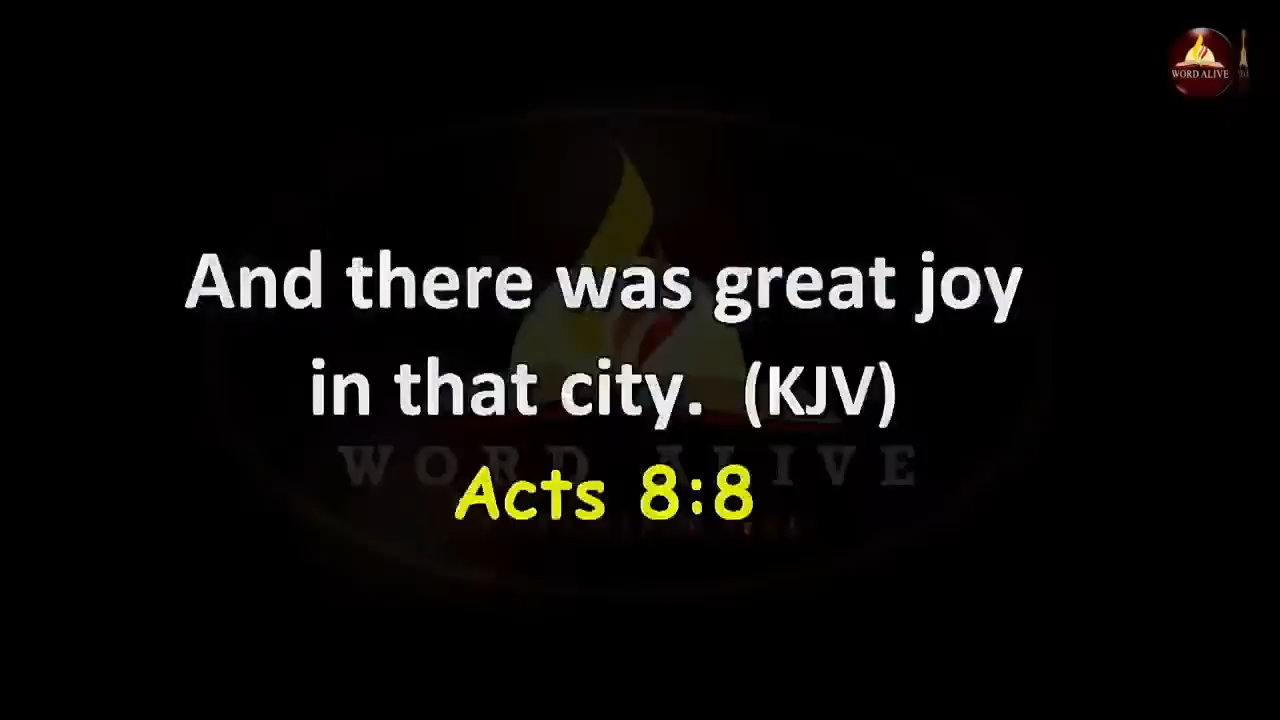 WORD ALIVE
And there was great joy
in that city. (KJV)
WORD ALIVE
Acts 8:8